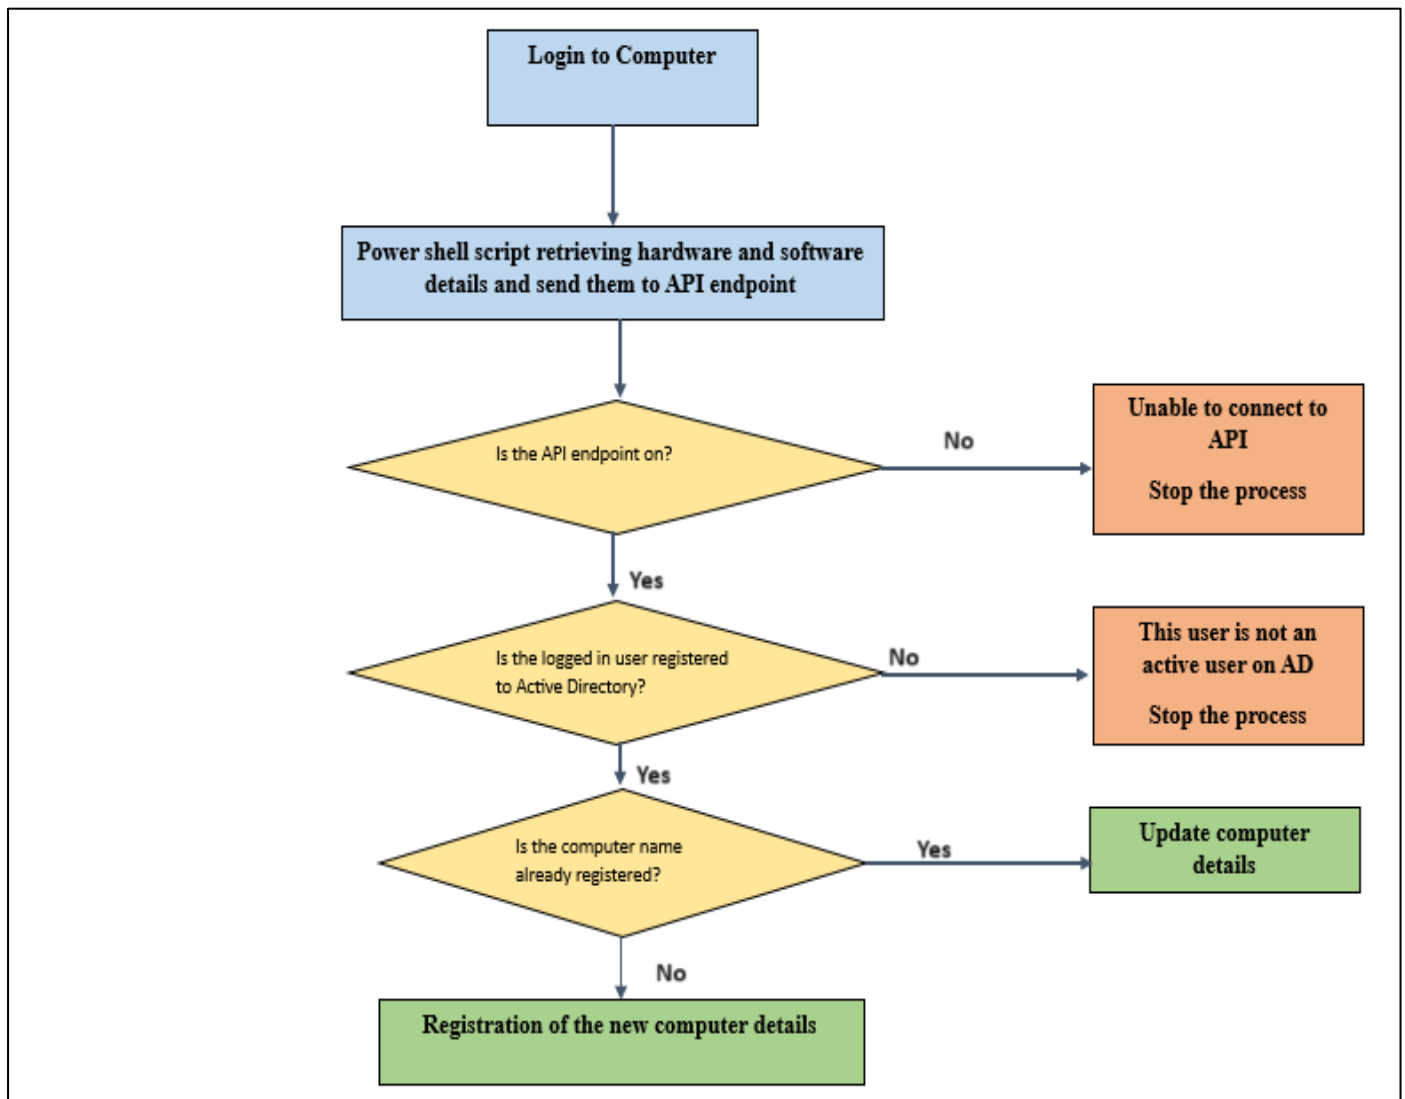 Login to Computer
Power shell script retrieving hardware and software
details and send them to API endpoint
Is the API endpoint on?
No
Unable to connect to
API
Stop the process
Yes
Is the logged in user registered
to Active Directory?
No
This user is not an
active user on AD
Stop the process
Yes
Is the computer name
already registered?
Yes
Update computer
details
No
Registration of the new computer details